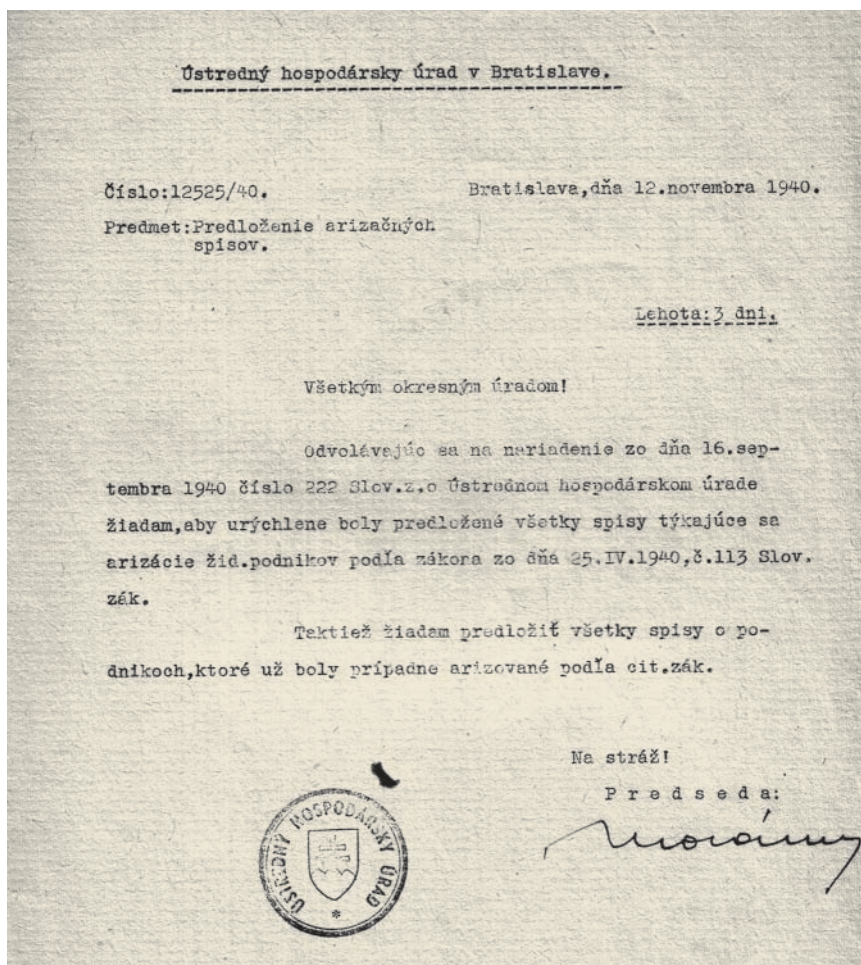 Ústredný hospodársky úrad v Bratislave.
Číslo:12525/40.
Bratislava,dňa 12.novembra 1940.
Predmet:Predloženie arizačných
spisov.
Lehota:3 dni.
Všetkým okresným úradom!
Odvolávajúc sa na nariadenie zo dňa 16.sep-
tembra 1940 číslo 222 Slov.z.o Ústrednom hospodárskom úrade
žiadam,aby urýchlene boly predložené všetky spisy týkajúce sa
arizácie žid.podnikov podľa zákona zo dňa 25.IV.1940,č.113 Slov.
zák.
Taktiež žiadam predložiť všetky spisy o po-
dnikoch,ktoré už boly prípadne arizované podľa cit.zák.
Na stráž!
Predseda:
ÚSTREDNÝ HOSPODÁRSKY ÚRAD